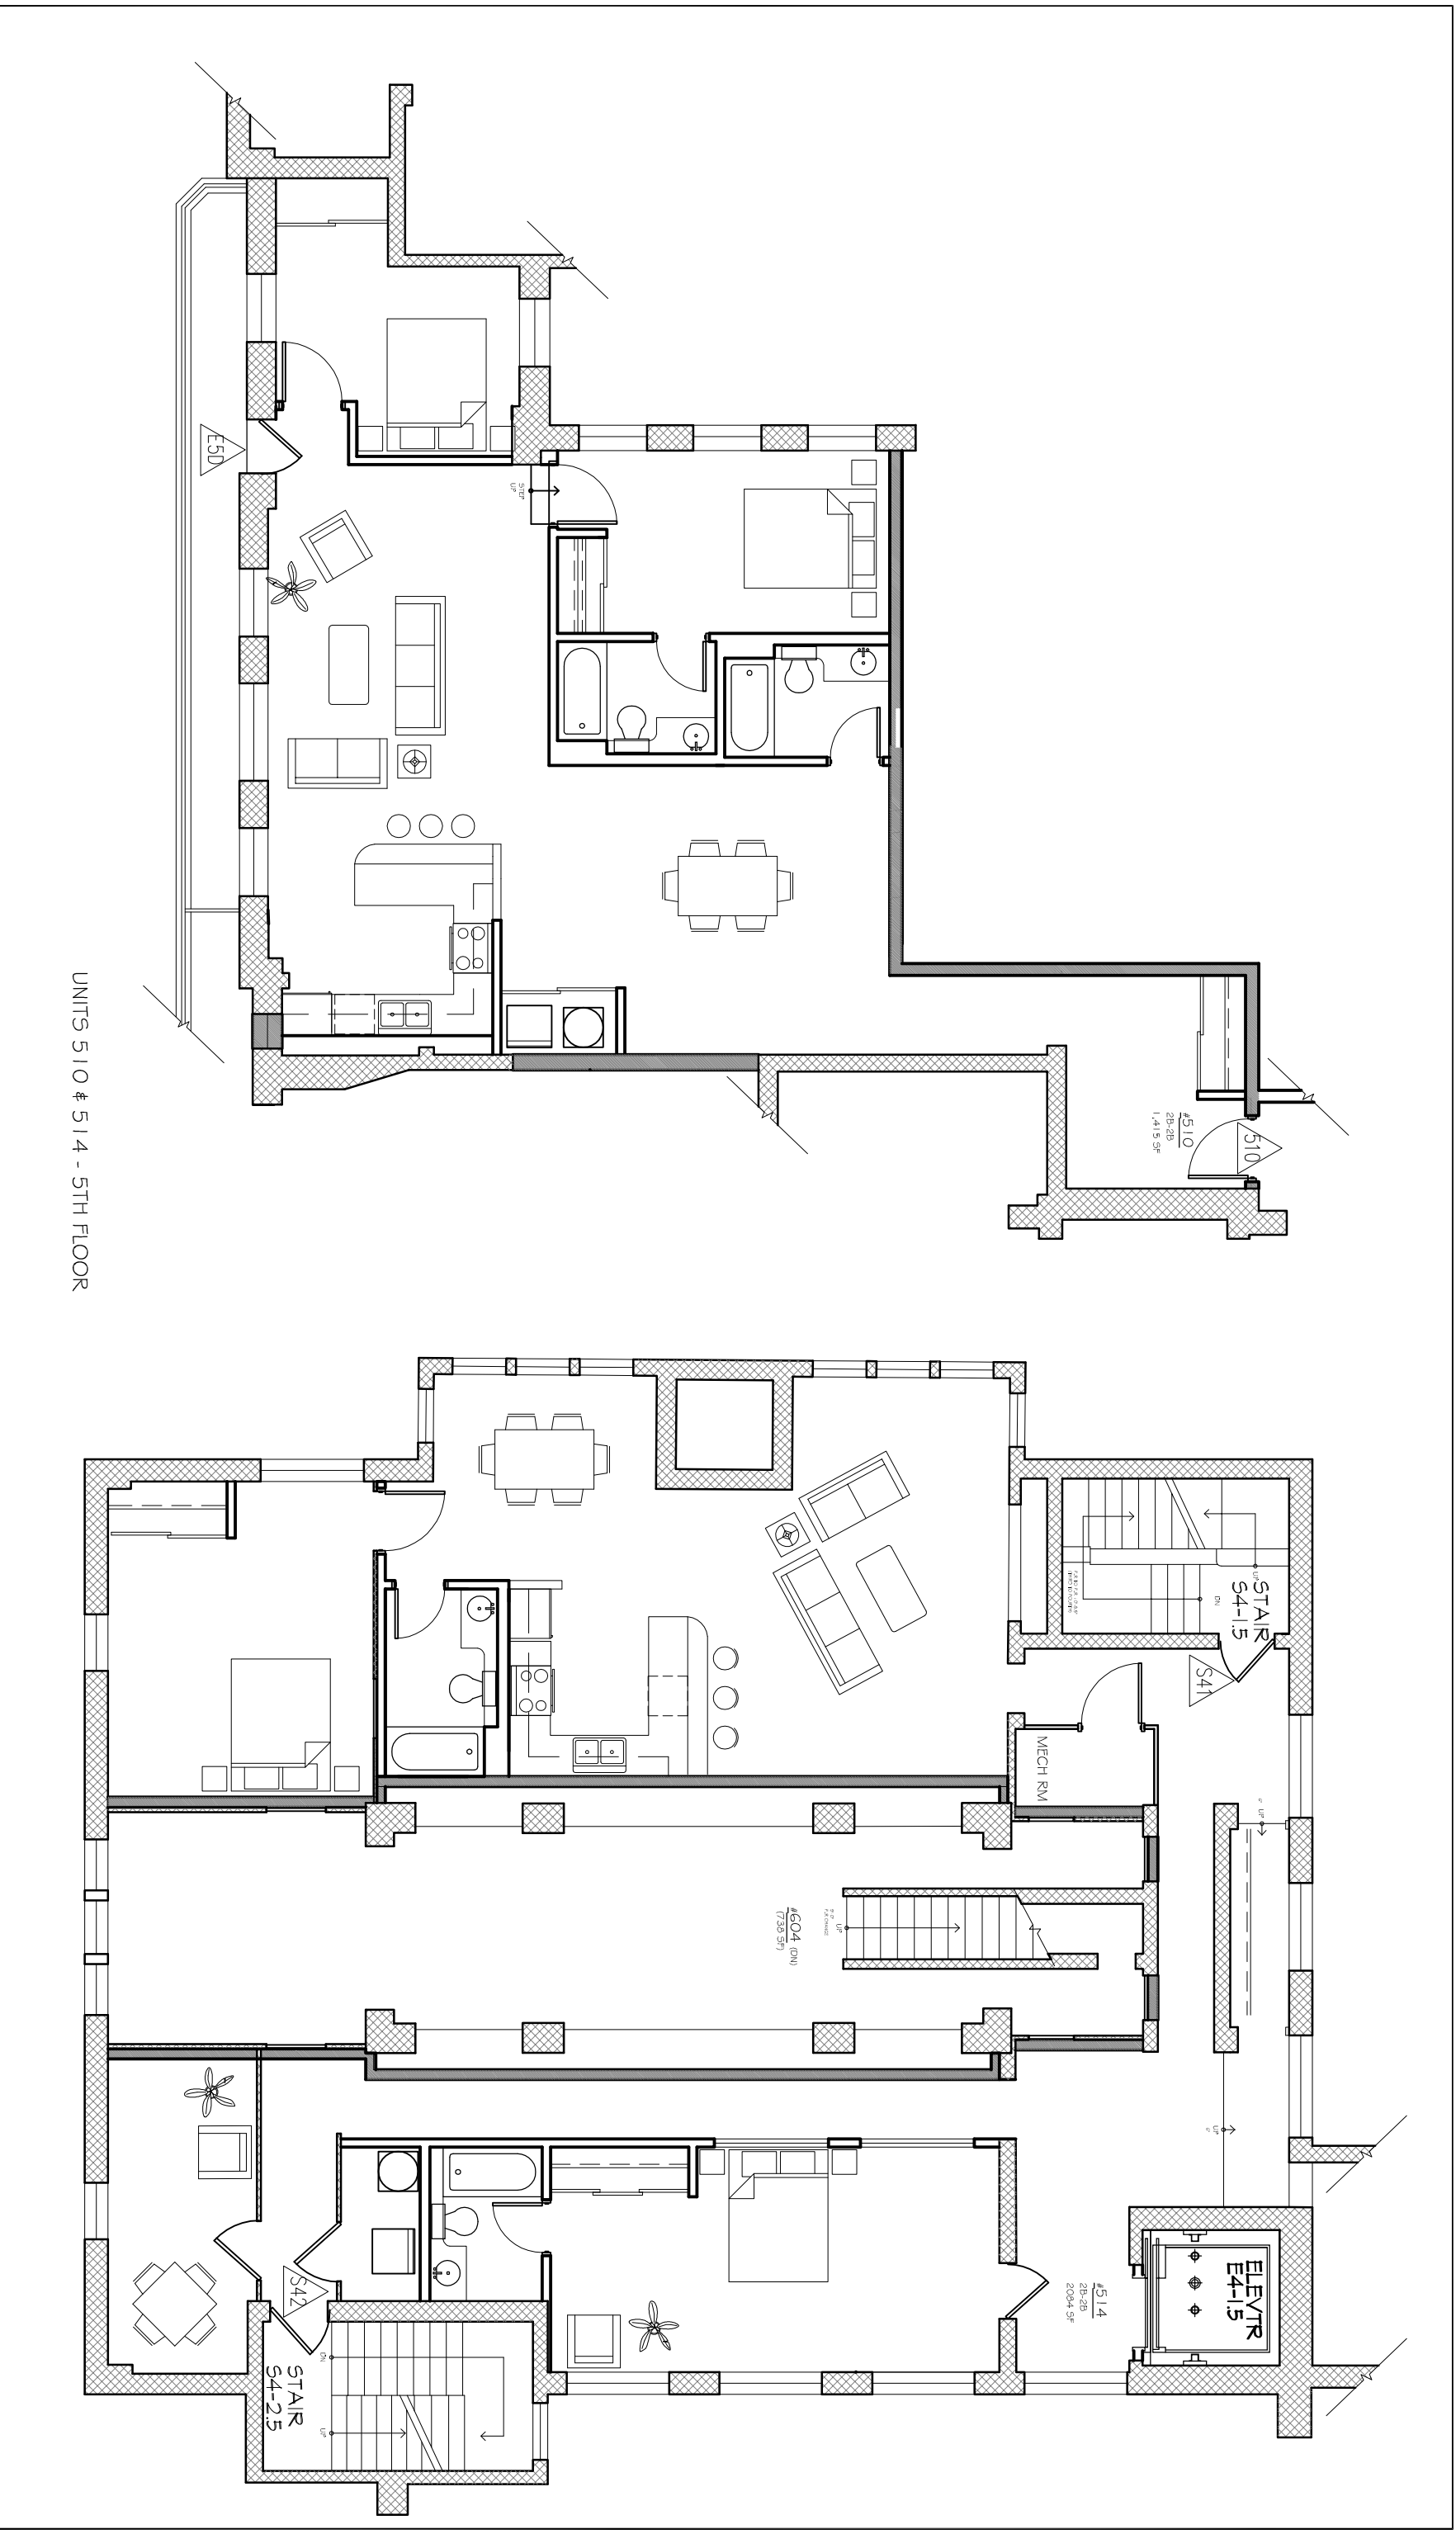 E5D
STEP
UP
510
#510
2B-2B
1,415 SF
UNITS 510 & 514 - 5TH FLOOR
STAIR
S4-1.5
UP
DN
S41
MECH RM
UP
#604 (DN)
(738 SF)
UP
UP
ELEVTR
E4-1.5
#514
2B-2B
2084 SF
S42
STAIR
S4-2.5
DN
UP